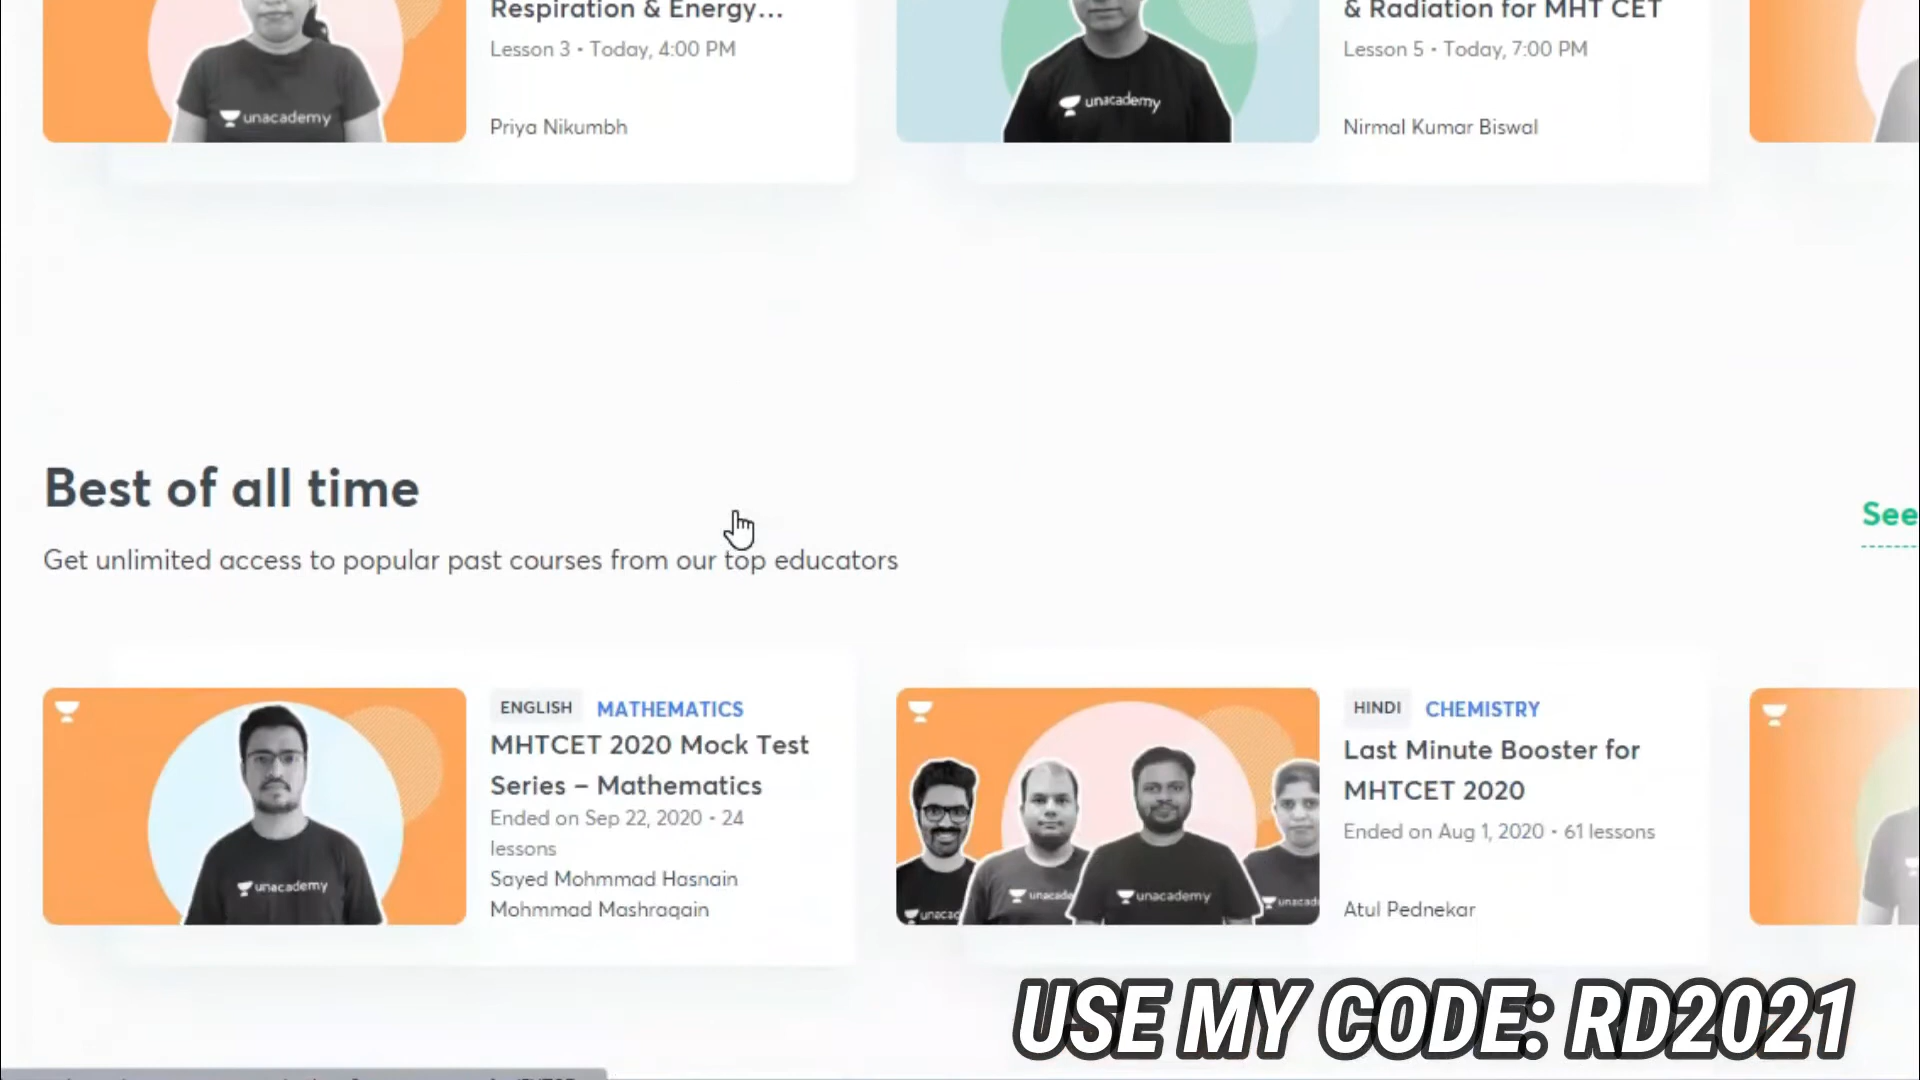 Respiration & Energy...
Lesson 3 • Today, 4:00 PM
Priya Nikumbh
unacademy
& Radiation for MHT CET
Lesson 5 • Today, 7:00 PM
Nirmal Kumar Biswal
unacademy
Best of all time
See
Get unlimited access to popular past courses from our top educators
ENGLISH MATHEMATICS
MHTCET 2020 Mock Test
Series – Mathematics
Ended on Sep 22, 2020 • 24
lessons
Sayed Mohmmad Hasnain
Mohmmad Mashraqain
unacademy
HINDI CHEMISTRY
Last Minute Booster for
MHTCET 2020
Ended on Aug 1, 2020 • 61 lessons
Atul Pednekar
unacad
unacade
unacademy
unacad
USE MY CODE: RD2021